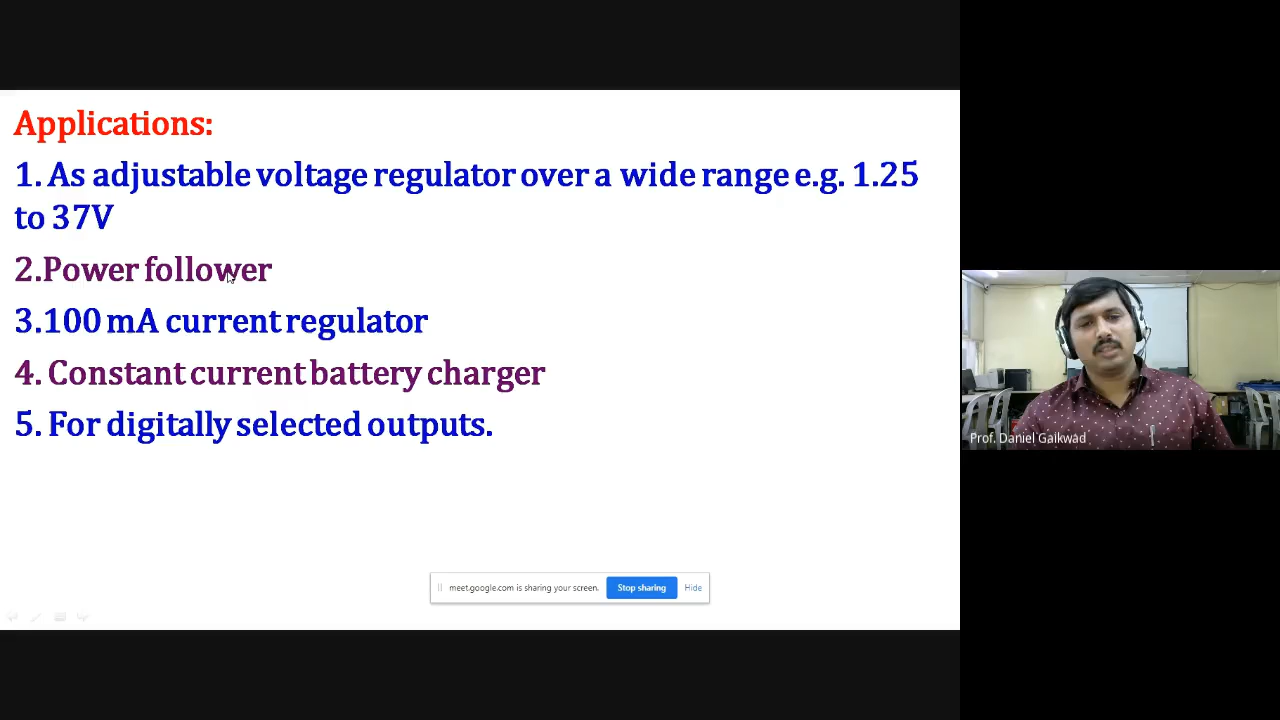 Applications:
1. As adjustable voltage regulator over a wide range e.g. 1.25
to 37V
2.Power follower
3.100 mA current regulator
4. Constant current battery charger
5. For digitally selected outputs.
Prof. Daniel Gaikwad
meet.google.com is sharing your screen. Stop sharing Hide